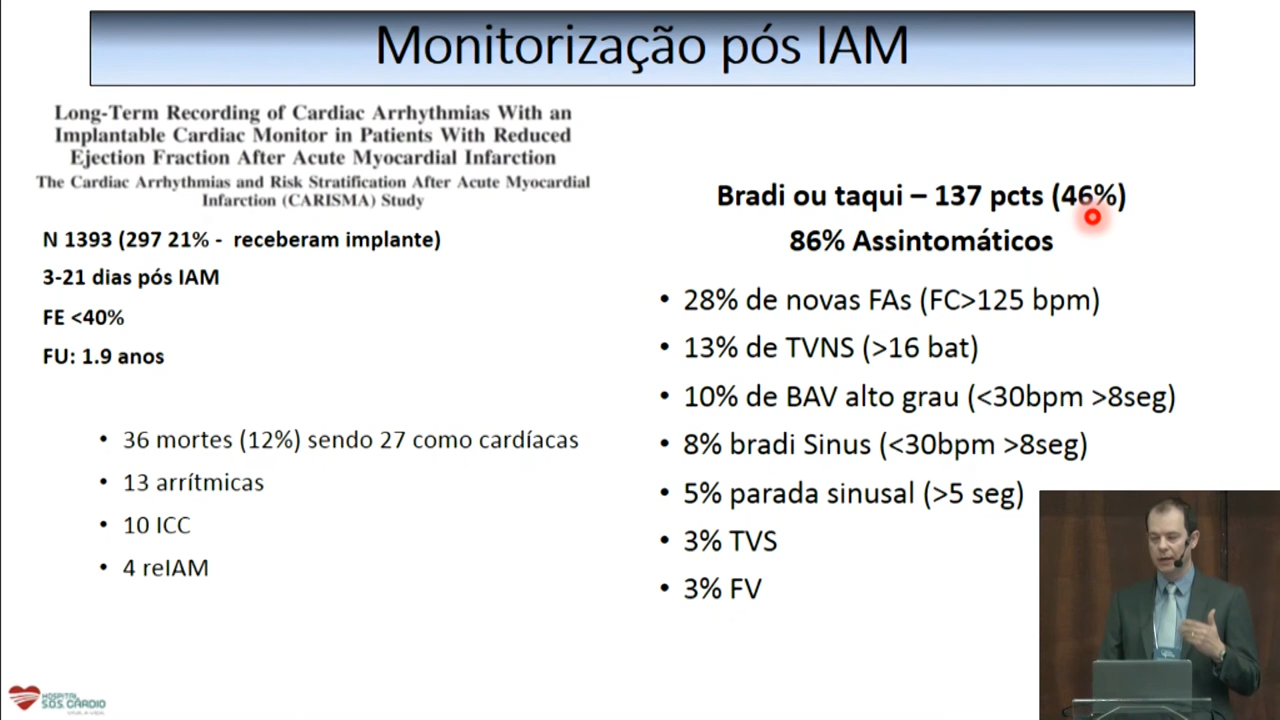 Monitorização pós IAM
Long-Term Recording of Cardiac Arrhythmias With an
Implantable Cardiac Monitor in Patients With Reduced
Ejection Fraction After Acute Myocardial Infarction
The Cardiac Arrhythmias and Risk Stratification After Acute Myocardial
Infarction (CARISMA) Study
N 1393 (297 21% - receberam implante)
3-21 dias pós IAM
FE <40%
FU: 1.9 anos
• 36 mortes (12%) sendo 27 como cardíacas
• 13 arrítmicas
• 10 ICC
• 4 reIAM
Bradi ou taqui – 137 pcts (46%)
86% Assintomáticos
• 28% de novas FAs (FC>125 bpm)
• 13% de TVNS (>16 bat)
• 10% de BAV alto grau (<30bpm >8seg)
• 8% bradi Sinus (<30bpm >8seg)
• 5% parada sinusal (>5 seg)
• 3% TVS
• 3% FV
HOSPITAL
S.O.S. CÁRDIO